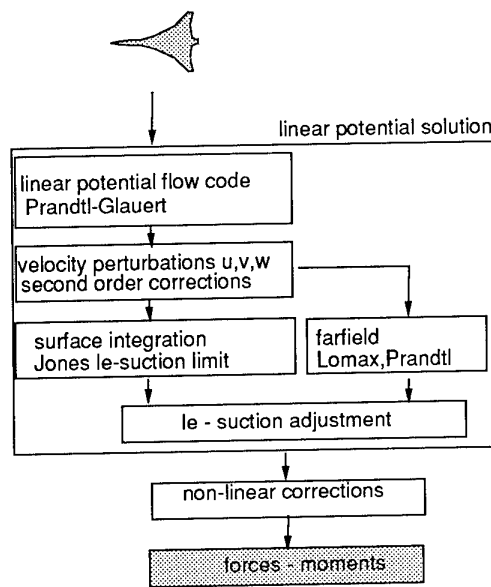 linear potential solution
linear potential flow code
Prandtl-Glauert
velocity perturbations u,v,w
second order corrections
surface integration
Jones le-suction limit
farfield
Lomax,Prandtl
le - suction adjustment
non-linear corrections
forces - moments